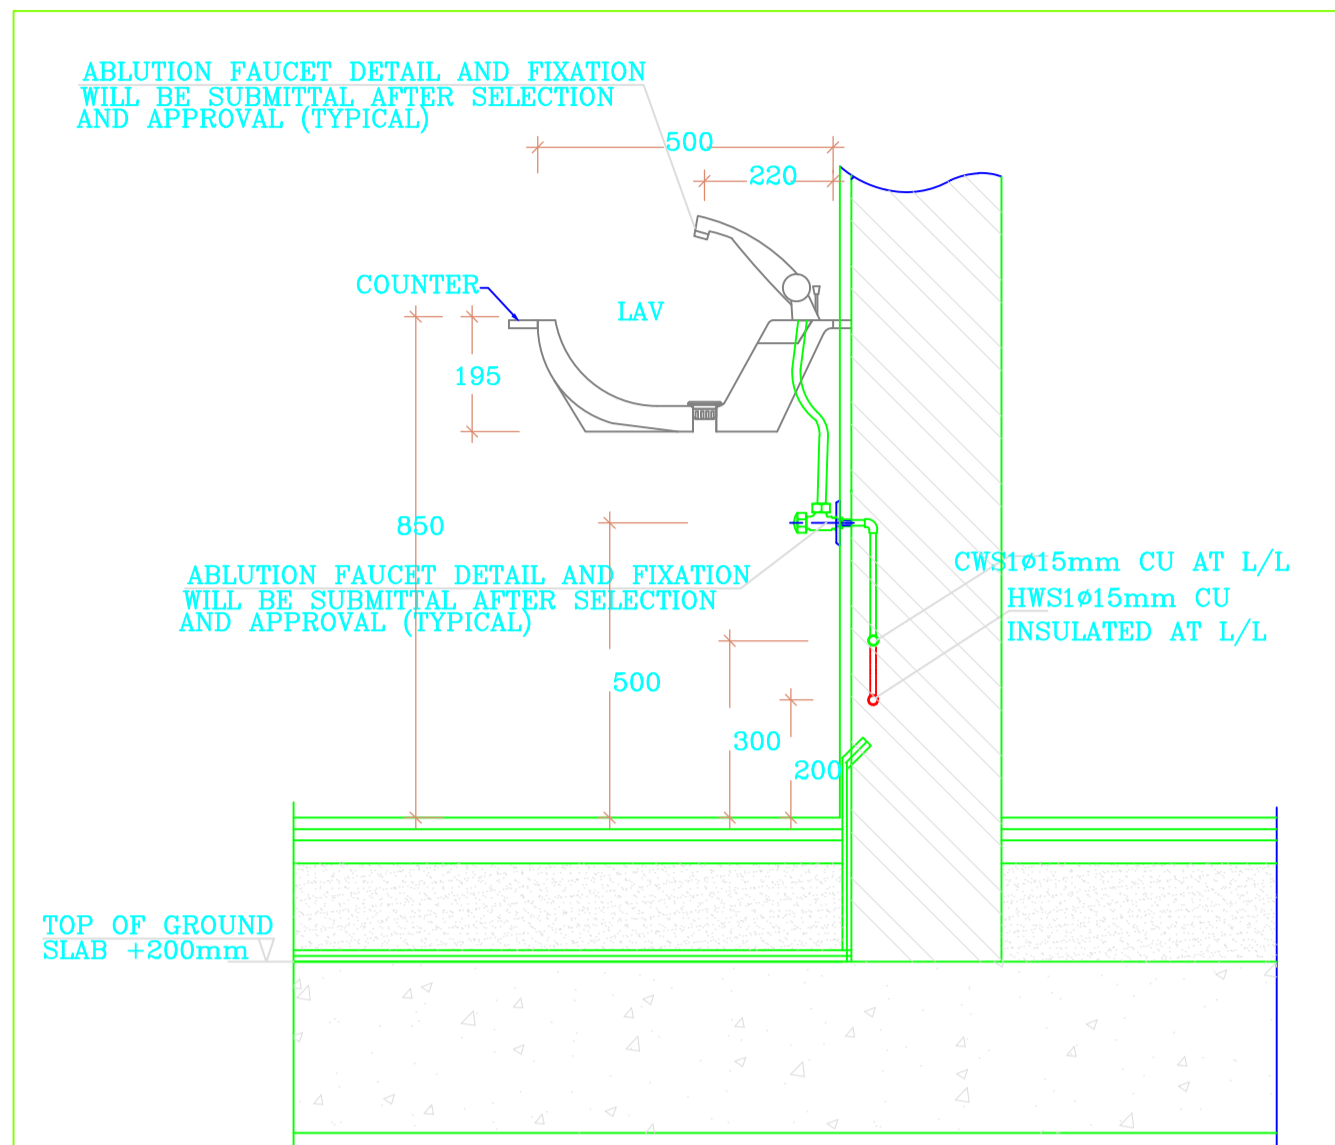 ABLUTION FAUCET DETAIL AND FIXATION
WILL BE SUBMITTAL AFTER SELECTION
AND APPROVAL (TYPICAL)
500
220
COUNTER
LAV
195
850
ABLUTION FAUCET DETAIL AND FIXATION
WILL BE SUBMITTAL AFTER SELECTION
AND APPROVAL (TYPICAL)
CWS1ø15mm CU AT L/L
HWS1ø15mm CU
INSULATED AT L/L
500
300
200
TOP OF GROUND
SLAB +200mm